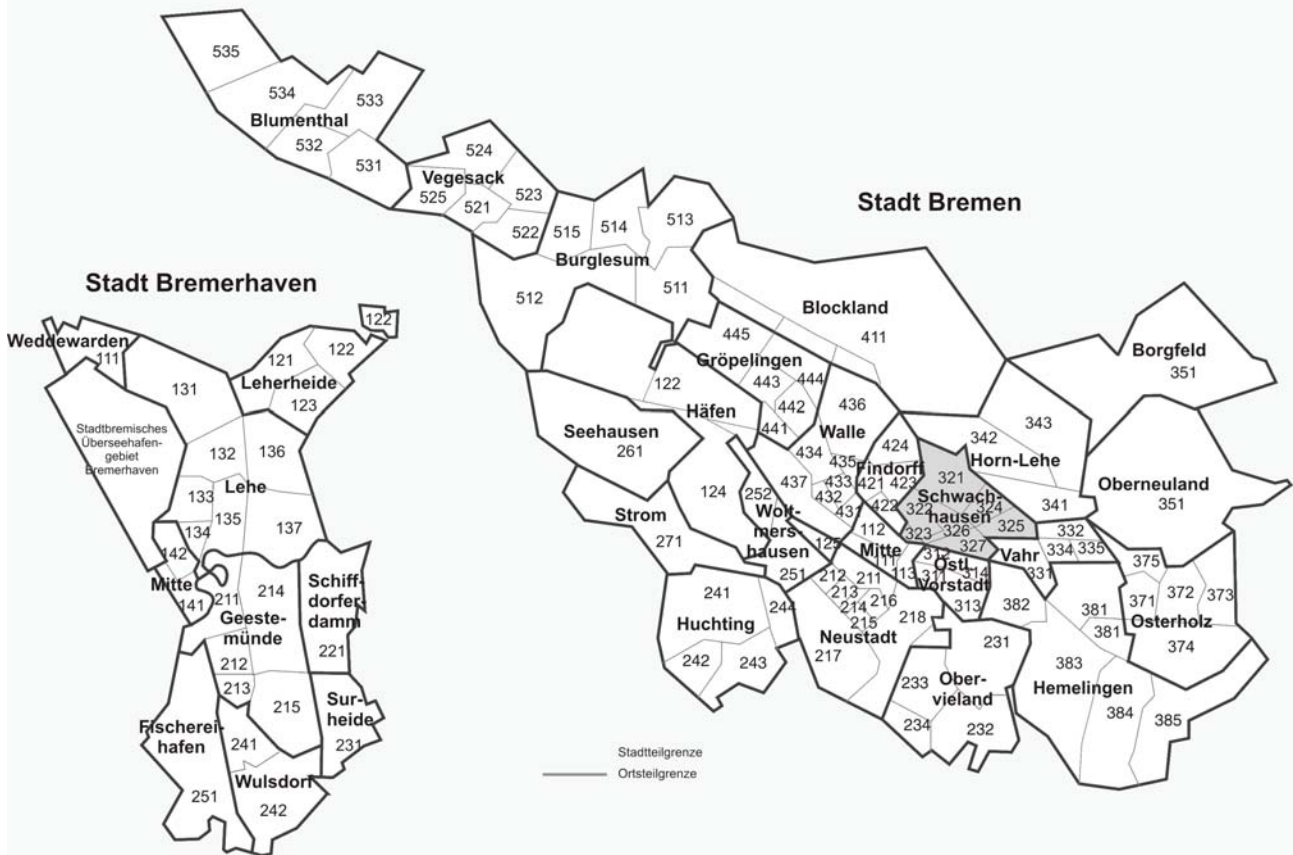 535
534
533
Blumenthal
532
531
524
Vegesack
525
521
523
522
515
514
513
Burglesum
512
511
Stadt Bremen
Stadt Bremerhaven
Weddewarden
111
122
121
122
Leherheide
123
131
Stadtbremisches
Überseehafen-
gebiet
Bremerhaven
132
136
Lehe
133
135
134
137
142
Mitte
141
211
214
Geeste-
münde
Schiff-
dorfer-
damm
221
212
213
215
Sur-
heide
231
Fischerei-
hafen
251
241
Wulsdorf
242
Blockland
411
445
Gröpelingen
443
444
442
441
122
Häfen
Seehausen
261
Strom
271
124
252
Wolt-
mers-
hausen
125
251
436
Walle
434
435
437
433
432
431
424
Findorff
421
423
422
Borgfeld
351
343
342
Horn-Lehe
341
Oberneuland
351
321
Schwach-
hausen
322
324
325
323
326
327
112
Mitte
111
113
312
Östl.
Vorstadt
311
314
313
Vahr
332
334
335
331
375
371
372
373
Osterholz
374
241
Huchting
244
242
243
212
211
213
214
216
215
218
Neustadt
217
231
233
Ober-
vieland
234
232
382
381
381
383
Hemelingen
384
385
Stadtteilgrenze
Ortsteilgrenze